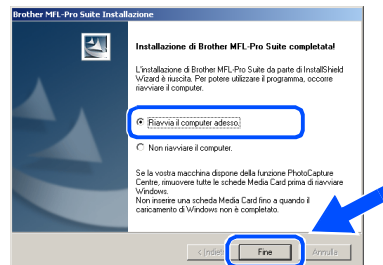 Brother MFL-Pro Suite Installazione
Installazione di Brother MFL-Pro Suite completata!
L'installazione di Brother MFL-Pro Suite da parte di InstallShield
Wizard è riuscita. Per potere utilizzare il programma, occorre
riavviare il computer.
Riavvia il computer adesso.
Non riavviare il computer.
Se la vostra macchina dispone della funzione PhotoCapture
Centre, rimuovere tutte le schede Media Card prima di riavviare
Windows.
Non inserire una scheda Media Card fino a quando il
caricamento di Windows non è completato.
< Indietro Fine Annulla